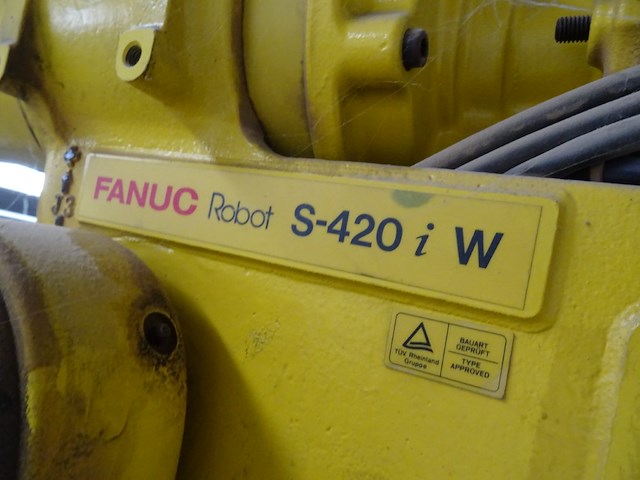 FANUC Robot S-420 i W
J3
TÜV Rheinland
Gruppe
BAUART
GEPRÜFT
TYPE
APPROVED